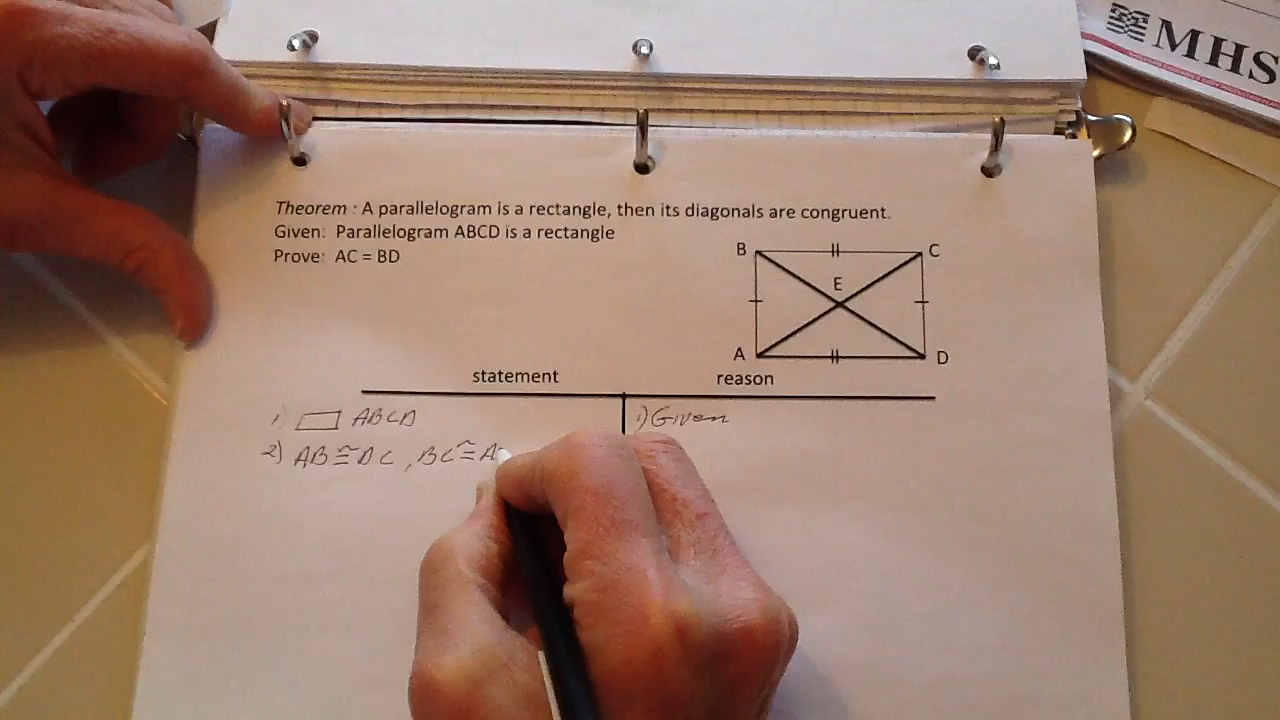 MHS
Theorem : A parallelogram is a rectangle, then its diagonals are congruent.
Given: Parallelogram ABCD is a rectangle
Prove: AC = BD
B
C
E
A
D
statement
reason
1) ▭ ABCD
1) Given
2) AB ≅ DC , BC ≅ A